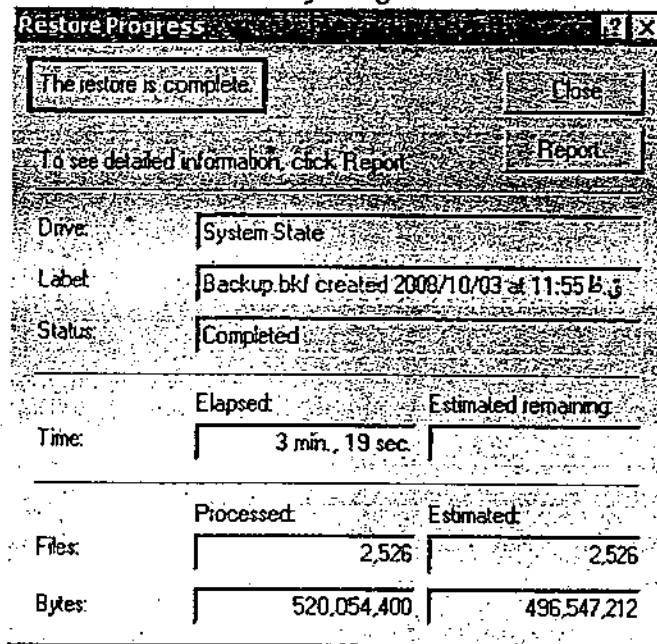 Restore Progress
The restore is complete.
Close
To see detailed information, click Report.
Report...
Drive: System State
Label: Backup.bkf created 2008/10/03 at 11:55 ق.ظ
Status: Completed
Elapsed: Estimated remaining:
Time: 3 min., 19 sec.
Processed: Estimated:
Files: 2,526 2,526
Bytes: 520,054,400 496,547,212